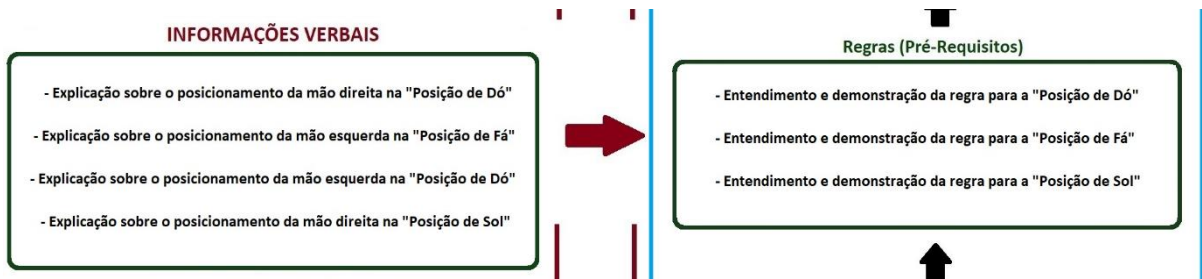 INFORMAÇÕES VERBAIS
- Explicação sobre o posicionamento da mão direita na "Posição de Dó"
- Explicação sobre o posicionamento da mão esquerda na "Posição de Fá"
- Explicação sobre o posicionamento da mão esquerda na "Posição de Dó"
- Explicação sobre o posicionamento da mão direita na "Posição de Sol"
Regras (Pré-Requisitos)
- Entendimento e demonstração da regra para a "Posição de Dó"
- Entendimento e demonstração da regra para a "Posição de Fá"
- Entendimento e demonstração da regra para a "Posição de Sol"